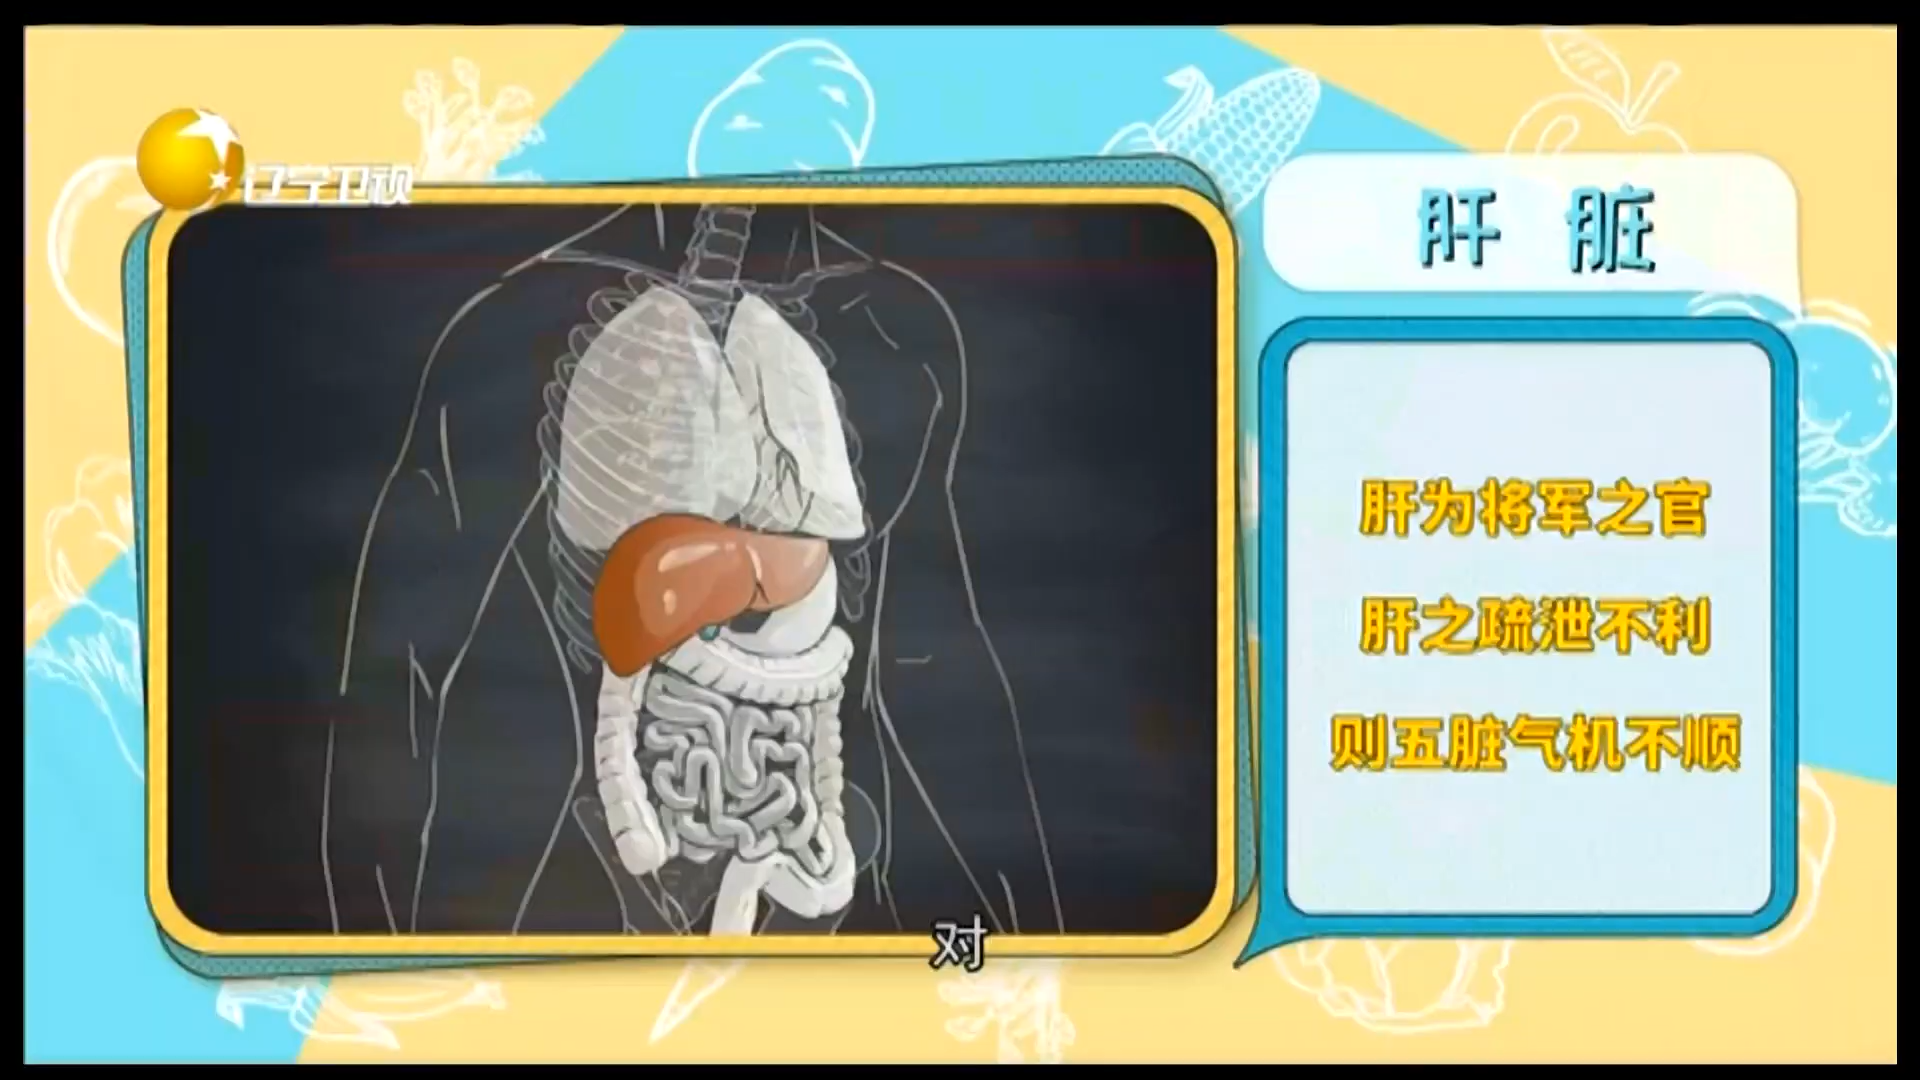 辽宁卫视
肝脏
肝为将军之官
肝之疏泄不利
则五脏气机不顺
对